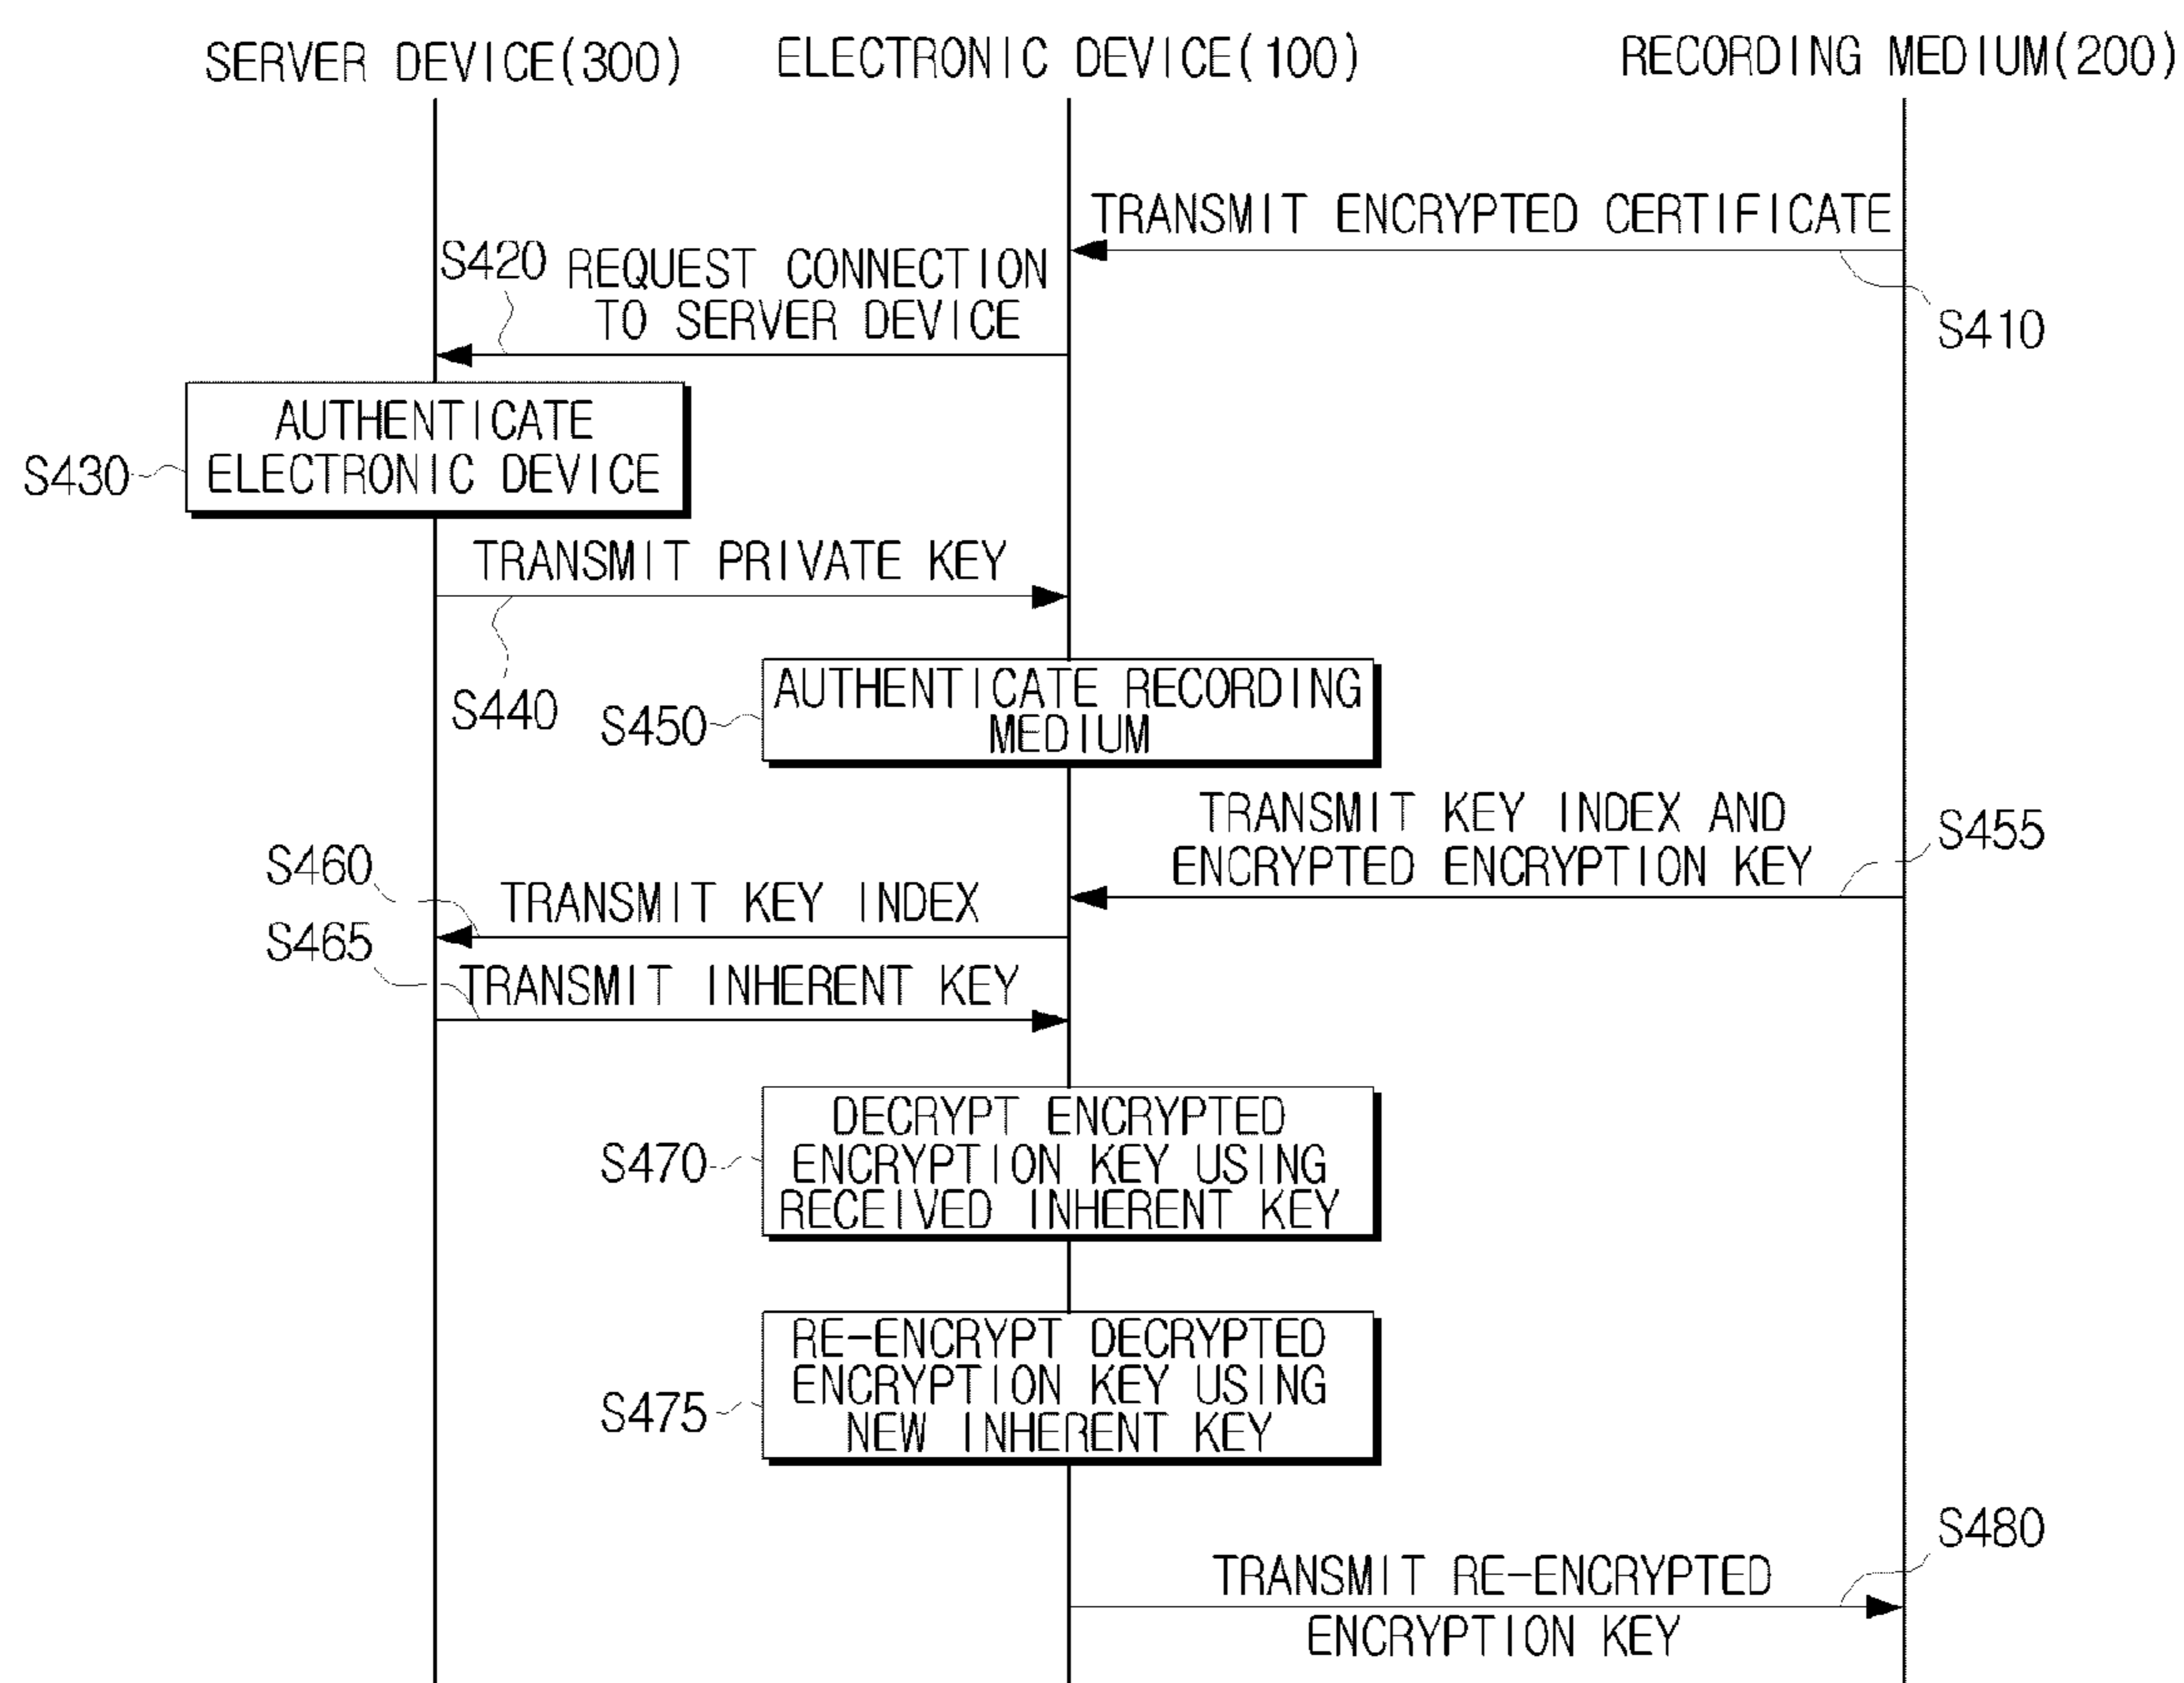 SERVER DEVICE(300)
ELECTRONIC DEVICE(100)
RECORDING MEDIUM(200)
TRANSMIT ENCRYPTED CERTIFICATE
S410
S420
REQUEST CONNECTION
TO SERVER DEVICE
AUTHENTICATE
ELECTRONIC DEVICE
S430
TRANSMIT PRIVATE KEY
S440
AUTHENTICATE RECORDING
MEDIUM
S450
TRANSMIT KEY INDEX AND
ENCRYPTED ENCRYPTION KEY
S455
S460
TRANSMIT KEY INDEX
S465
TRANSMIT INHERENT KEY
DECRYPT ENCRYPTED
ENCRYPTION KEY USING
RECEIVED INHERENT KEY
S470
RE-ENCRYPT DECRYPTED
ENCRYPTION KEY USING
NEW INHERENT KEY
S475
S480
TRANSMIT RE-ENCRYPTED
ENCRYPTION KEY